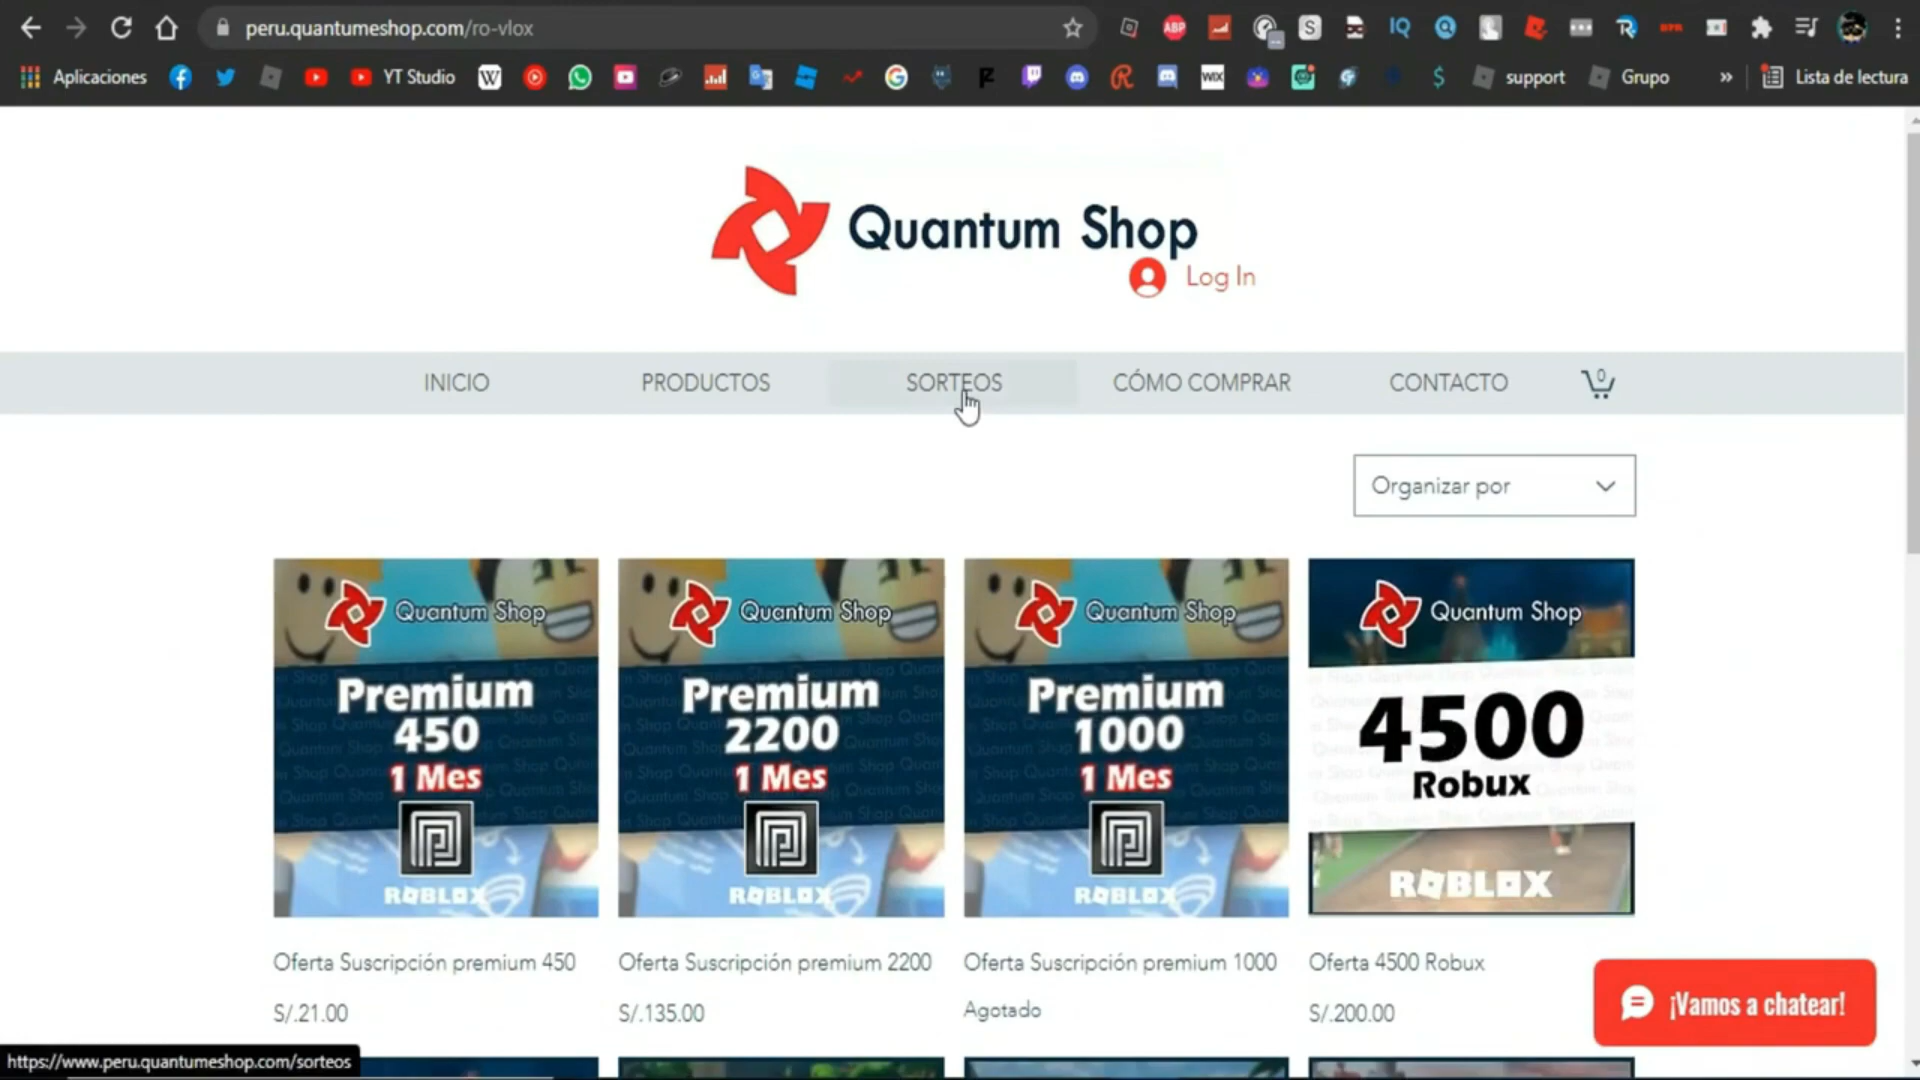 peru.quantumeshop.com/ro-vlox
Aplicaciones
YT Studio
support
Grupo
»
Lista de lectura
Quantum Shop
Log In
INICIO
PRODUCTOS
SORTEOS
CÓMO COMPRAR
CONTACTO
0
Organizar por
Quantum Shop
Premium
450
1 Mes
ROBLOX
Quantum Shop
Premium
2200
1 Mes
ROBLOX
Quantum Shop
Premium
1000
1 Mes
ROBLOX
Quantum Shop
4500
Robux
ROBLOX
Oferta Suscripción premium 450
S/.21.00
Oferta Suscripción premium 2200
S/.135.00
Oferta Suscripción premium 1000
Agotado
Oferta 4500 Robux
S/.200.00
¡Vamos a chatear!
https://www.peru.quantumeshop.com/sorteos